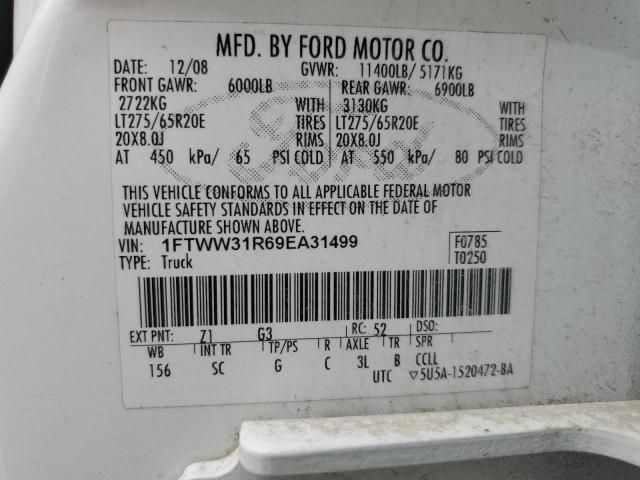 MFD. BY FORD MOTOR CO.
DATE: 12/08 GVWR: 11400LB/ 5171KG
FRONT GAWR: 6000LB REAR GAWR: 6900LB
2722KG WITH 3130KG WITH
LT275/65R20E TIRES LT275/65R20E TIRES
20X8.0J RIMS 20X8.0J RIMS
AT 450 kPa/ 65 PSI COLD AT 550 kPa/ 80 PSI COLD
THIS VEHICLE CONFORMS TO ALL APPLICABLE FEDERAL MOTOR
VEHICLE SAFETY STANDARDS IN EFFECT ON THE DATE OF
MANUFACTURE SHOWN ABOVE.
VIN: 1FTWW31R69EA31499 F0785
TYPE: Truck T0250
EXT PNT: Z1 G3 RC: 52 DSO:
WB INT TR TP/PS R AXLE TR
156 SC G C 3L B CCLL
UTC ▽5U5A-1520472-BA